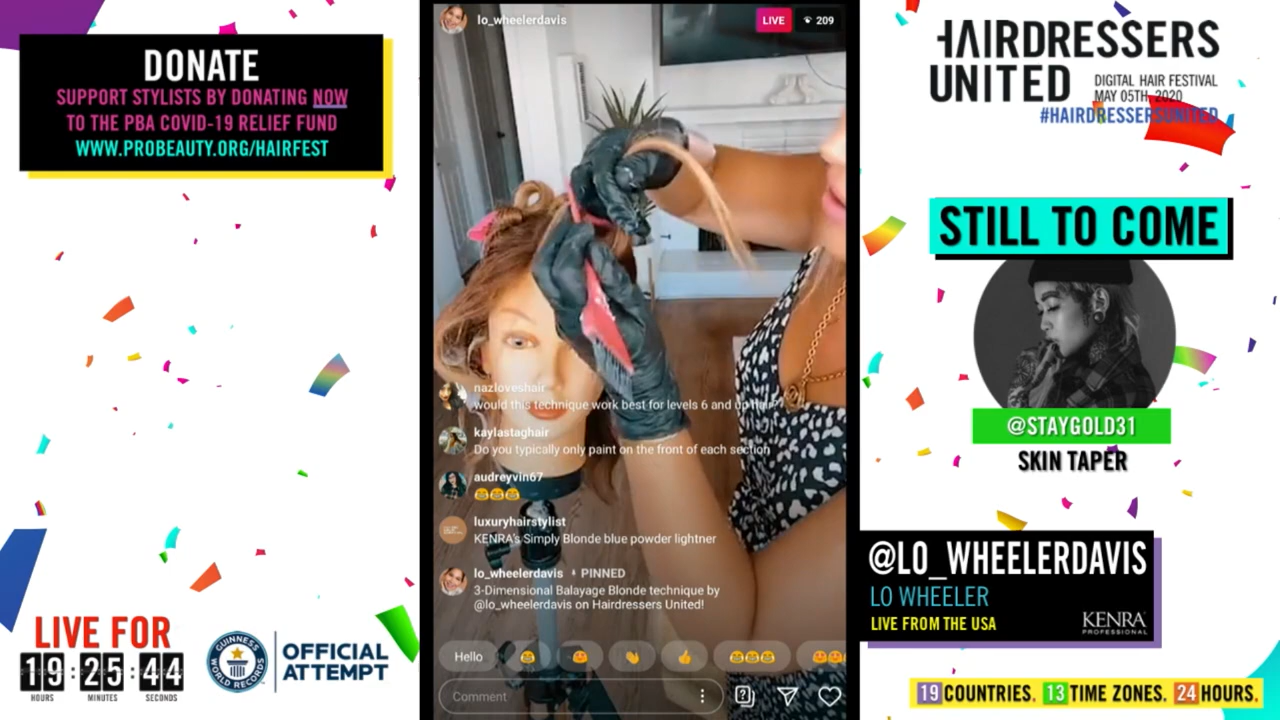 DONATE
SUPPORT STYLISTS BY DONATING NOW
TO THE PBA COVID-19 RELIEF FUND
WWW.PROBEAUTY.ORG/HAIRFEST
LIVE FOR
19:25:44
HOURS MINUTES SECONDS
GUINNESS
WORLD RECORDS
OFFICIAL
ATTEMPT
lo_wheelerdavis
LIVE 209
nazloveshair
would this technique work best for levels 6 and up hair?
kaylastaghair
Do you typically only paint on the front of each section
audreyvin67
😂😂😂
luxuryhairstylist
KENRA's Simply Blonde blue powder lightner
lo_wheelerdavis PINNED
3-Dimensional Balayage Blonde technique by
@lo_wheelerdavis on Hairdressers United!
Hello
Comment
HAIRDRESSERS
UNITED
DIGITAL HAIR FESTIVAL
MAY 05TH, 2020
#HAIRDRESSERSUNITED
STILL TO COME
@STAYGOLD31
SKIN TAPER
@LO_WHEELERDAVIS
LO WHEELER
LIVE FROM THE USA
KENRA
PROFESSIONAL
19 COUNTRIES. 13 TIME ZONES. 24 HOURS.